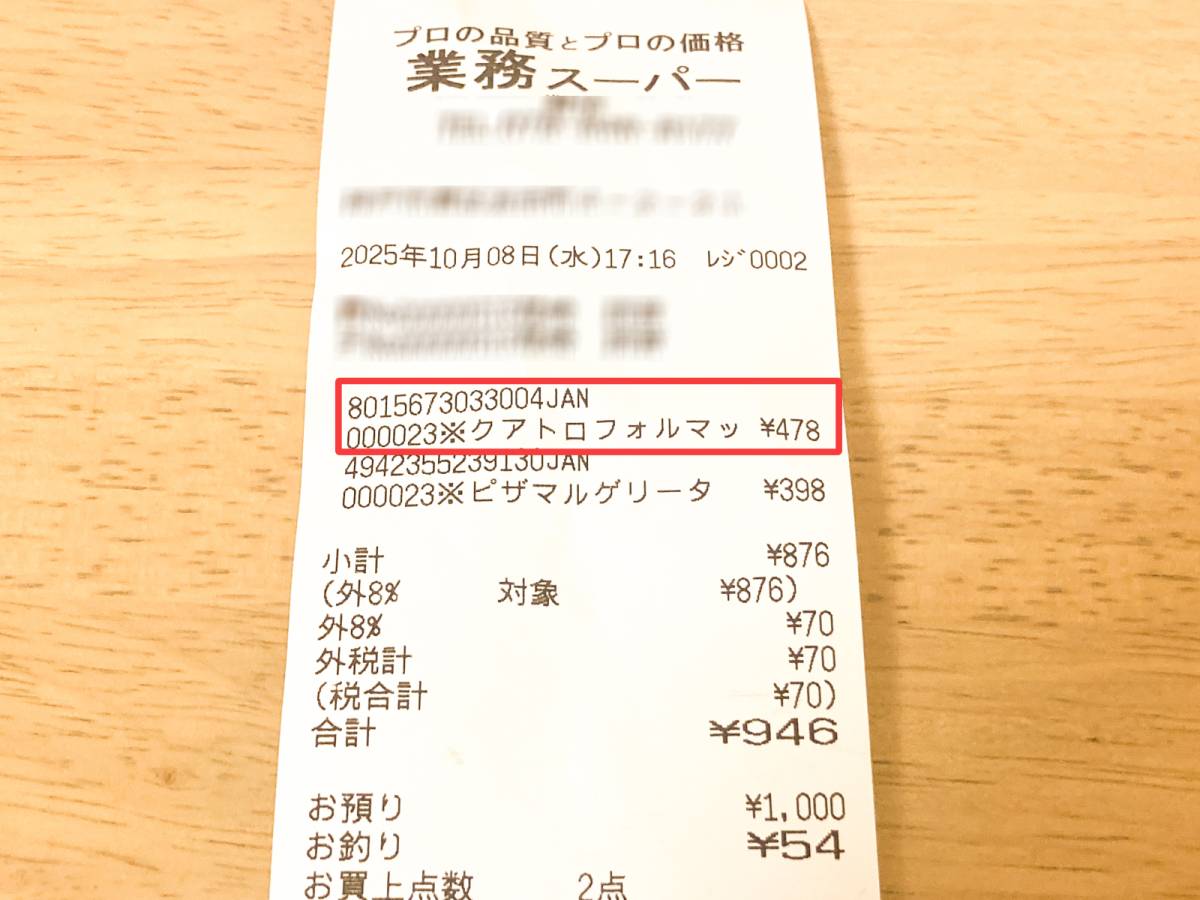 プロの品質とプロの価格
業務スーパー
2025年10月08日(水)17:16 レジ0002
8015673033004JAN
000023※クアトロフォルマッ ¥478
4942355239130JAN
000023※ピザマルゲリータ ¥398
小計 ¥876
(外8% 対象 ¥876)
外8% ¥70
外税計 ¥70
(税合計 ¥70)
合計 ¥946
お預り ¥1,000
お釣り ¥54
お買上点数 2点